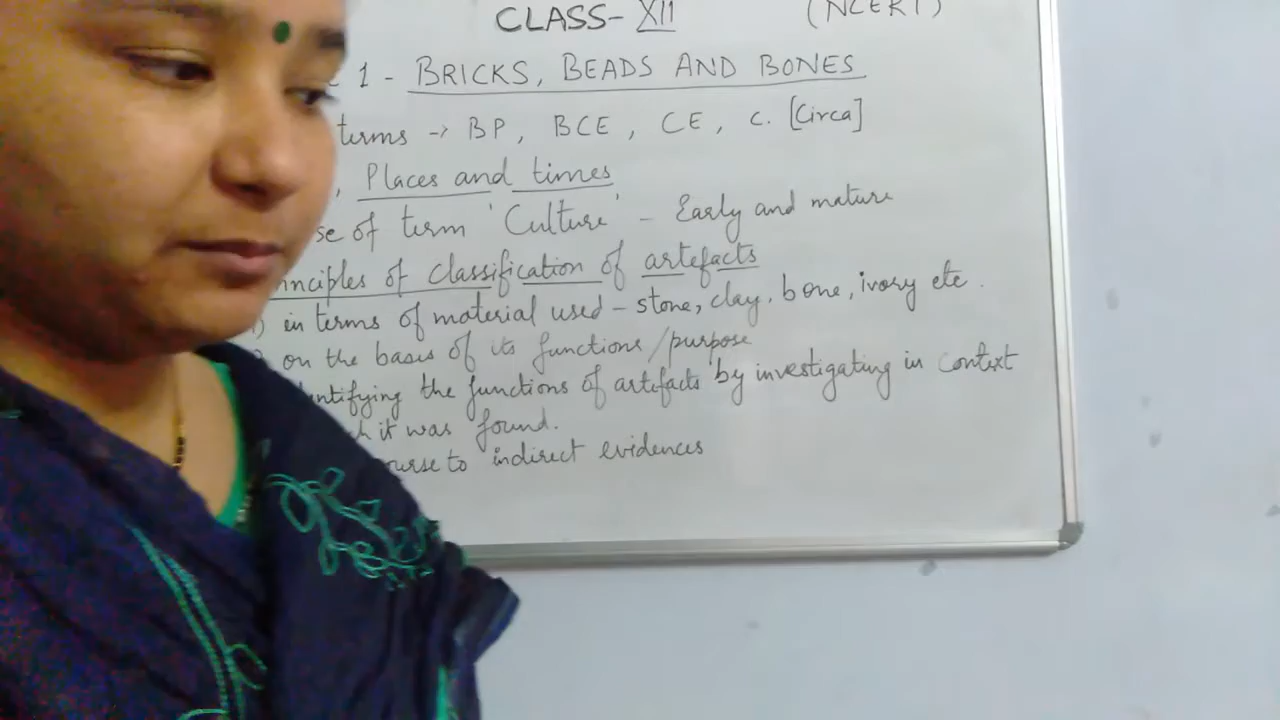 CLASS-XII (NCERT)
1 - BRICKS, BEADS AND BONES
terms → BP, BCE, CE, c. [Circa]
, Places and times
se of term 'Culture' - Early and mature
inciples of classification of artefacts
in terms of material used - stone, clay, bone, ivory etc.
on the basis of its functions/purpose
ntifying the functions of artefacts by investigating in context
h it was found.
ourse to indirect evidences